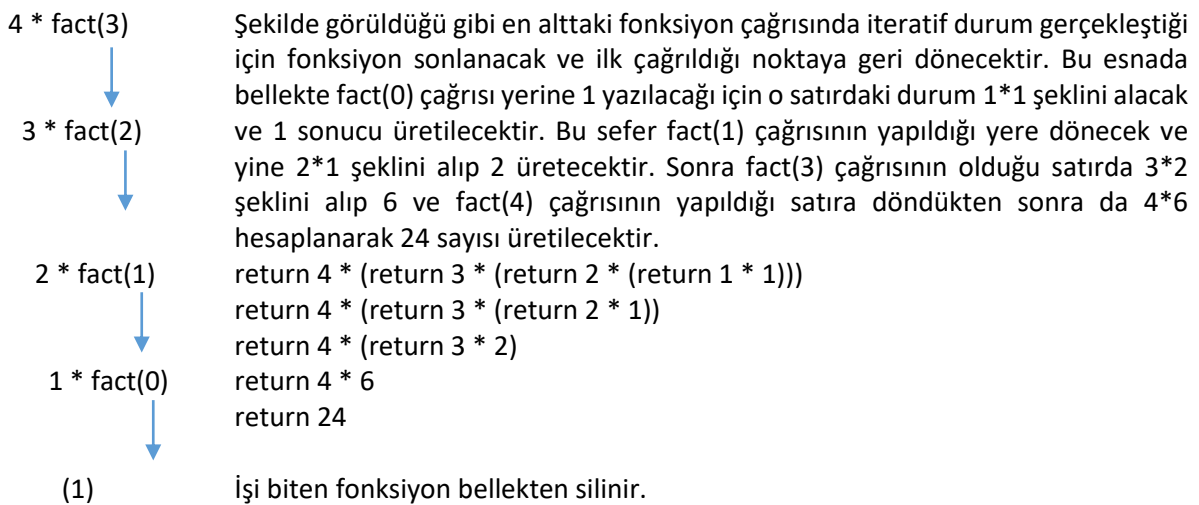 4 * fact(3)
3 * fact(2)
2 * fact(1)
1 * fact(0)
(1)
Şekilde görüldüğü gibi en alttaki fonksiyon çağrısında iteratif durum gerçekleştiği
için fonksiyon sonlanacak ve ilk çağrıldığı noktaya geri dönecektir. Bu esnada
bellekte fact(0) çağrısı yerine 1 yazılacağı için o satırdaki durum 1*1 şeklini alacak
ve 1 sonucu üretilecektir. Bu sefer fact(1) çağrısının yapıldığı yere dönecek ve
yine 2*1 şeklini alıp 2 üretecektir. Sonra fact(3) çağrısının olduğu satırda 3*2
şeklini alıp 6 ve fact(4) çağrısının yapıldığı satıra döndükten sonra da 4*6
hesaplanarak 24 sayısı üretilecektir.
return 4 * (return 3 * (return 2 * (return 1 * 1)))
return 4 * (return 3 * (return 2 * 1))
return 4 * (return 3 * 2)
return 4 * 6
return 24
İşi biten fonksiyon bellekten silinir.